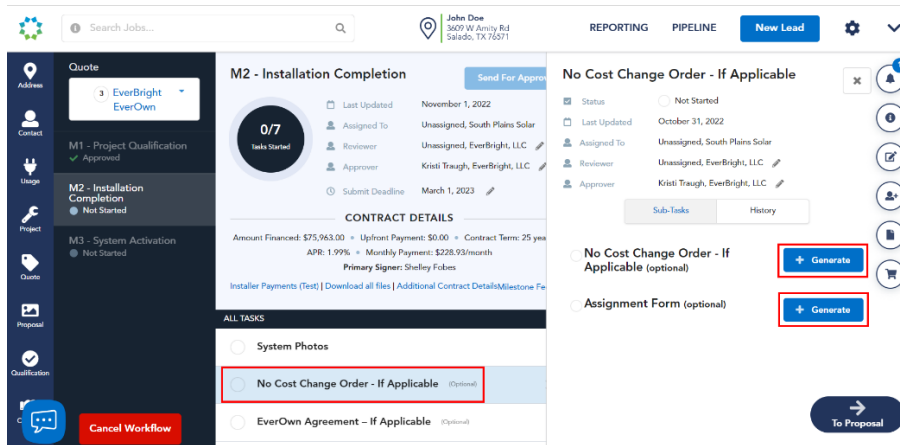 Search Jobs...
John Doe
3609 W Amity Rd
Salado, TX 76571
REPORTING
PIPELINE
New Lead
Address
Contact
Usage
Project
Quote
Proposal
Qualification
Quote
3 EverBright
EverOwn
M1 - Project Qualification
Approved
M2 - Installation
Completion
Not Started
M3 - System Activation
Not Started
Cancel Workflow
M2 - Installation Completion
Send For Approv
0/7
Tasks Started
Last Updated November 1, 2022
Assigned To Unassigned, South Plains Solar
Reviewer Unassigned, EverBright, LLC
Approver Kristi Traugh, EverBright, LLC
Submit Deadline March 1, 2023
CONTRACT DETAILS
Amount Financed: $75,963.00 • Upfront Payment: $0.00 • Contract Term: 25 yea
APR: 1.99% • Monthly Payment: $228.93/month
Primary Signer: Shelley Fobes
Installer Payments (Test) | Download all files | Additional Contract DetailsMilestone Fe
ALL TASKS
System Photos
No Cost Change Order - If Applicable (Optional)
EverOwn Agreement – If Applicable (Optional)
No Cost Change Order - If Applicable
Status Not Started
Last Updated October 31, 2022
Assigned To Unassigned, South Plains Solar
Reviewer Unassigned, EverBright, LLC
Approver Kristi Traugh, EverBright, LLC
Sub-Tasks History
No Cost Change Order - If
Applicable (optional)
+ Generate
Assignment Form (optional)
+ Generate
To Proposal